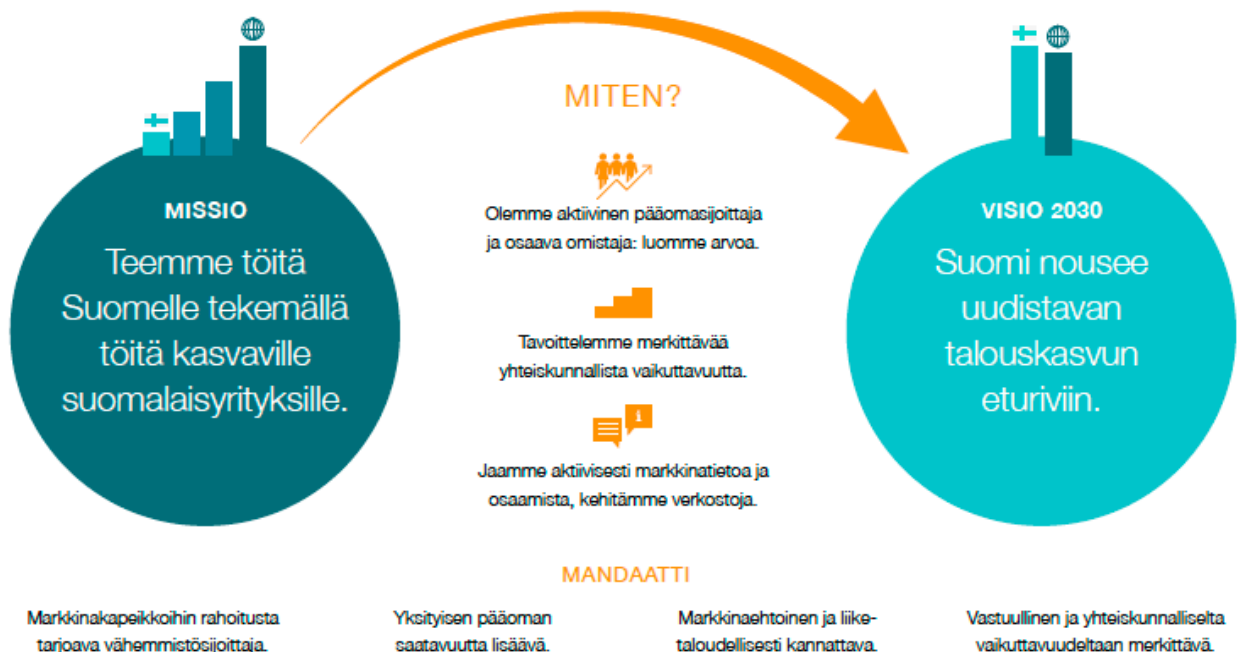 MITEN?
MISSIO
Teemme töitä
Suomelle tekemällä
töitä kasvaville
suomalaisyrityksille.
Olemme aktiivinen pääomasijoittaja
ja osaava omistaja: luomme arvoa.
Tavoittelemme merkittävää
yhteiskunnallista vaikuttavuutta.
Jaamme aktiivisesti markkinatietoa ja
osaamista, kehitämme verkostoja.
VISIO 2030
Suomi nousee
uudistavan
talouskasvun
eturiviin.
MANDAATTI
Markkinakapeikkoihin rahoitusta
tarjoava vähemmistösijoittaja.
Yksityisen pääoman
saatavuutta lisäävä.
Markkinaehtoinen ja liike-
taloudellisesti kannattava.
Vastuullinen ja yhteiskunnalliselta
vaikuttavuudeltaan merkittävä.